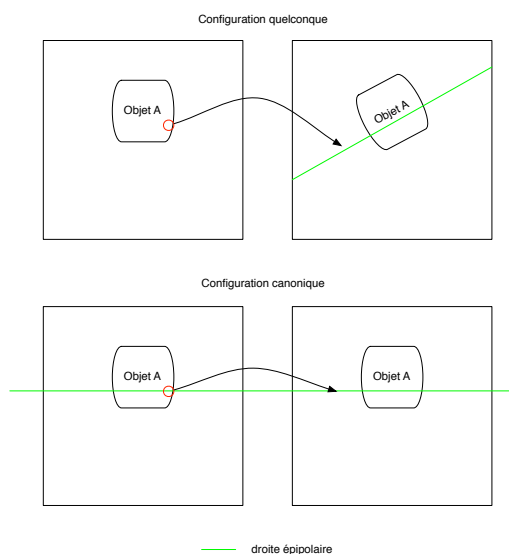 Configuration quelconque
Objet A
Objet A
Configuration canonique
Objet A
Objet A
droite épipolaire